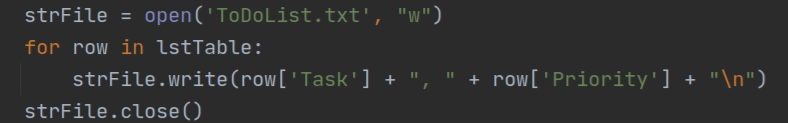 strFile = open('ToDoList.txt', "w")
for row in lstTable:
    strFile.write(row['Task'] + ", " + row['Priority'] + "\n")
strFile.close()